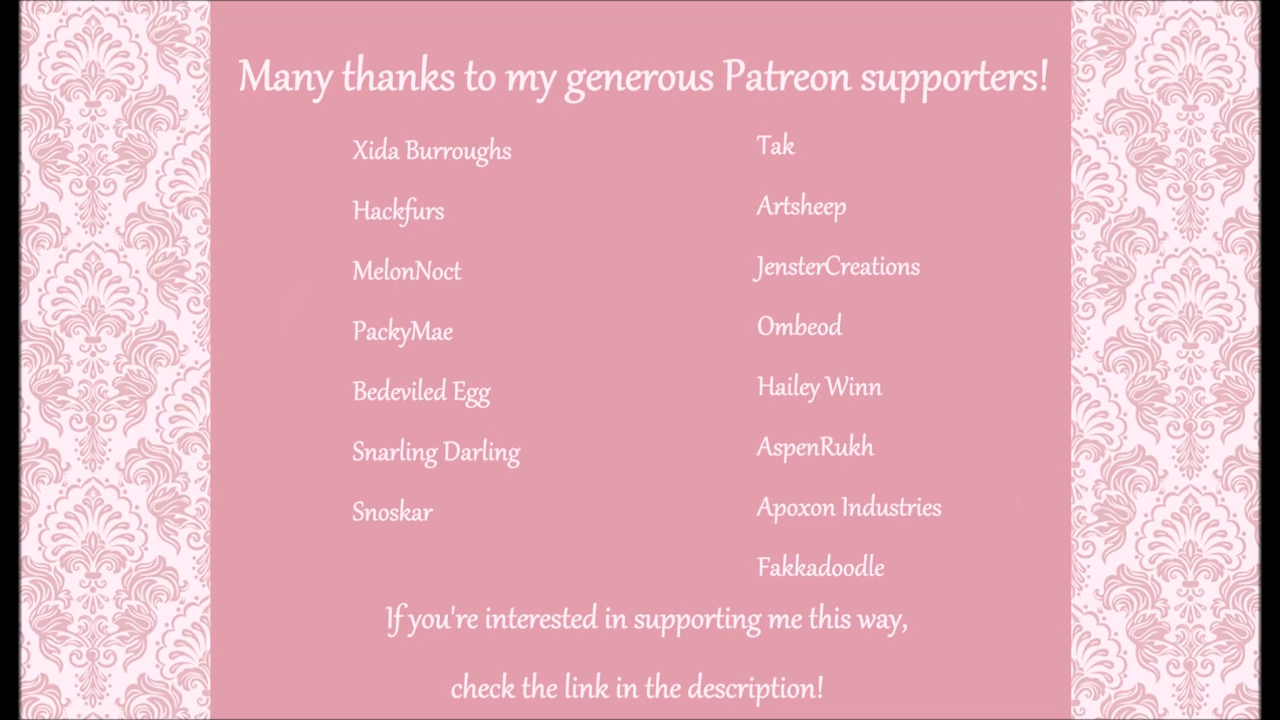 Many thanks to my generous Patreon supporters!
Xida Burroughs
Hackfurs
MelonNoct
PackyMae
Bedeviled Egg
Snarling Darling
Snoskar
Tak
Artsheep
JensterCreations
Ombeod
Hailey Winn
AspenRukh
Apoxon Industries
Fakkadoodle
If you're interested in supporting me this way,
check the link in the description!